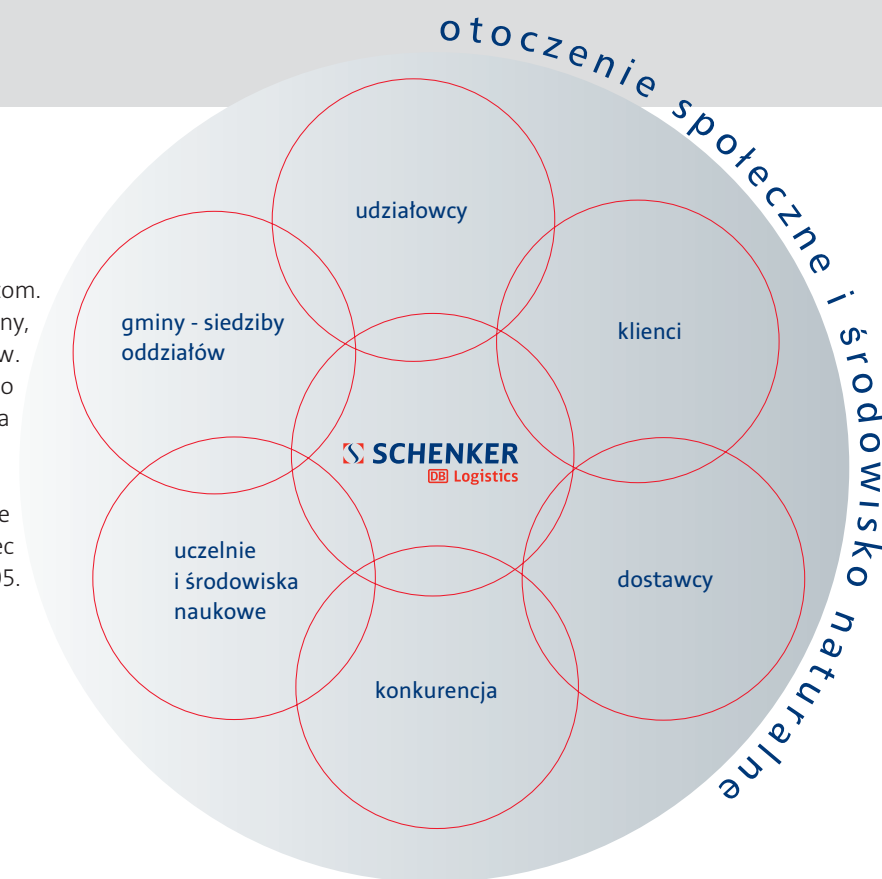 otoczenie społeczne i środowisko naturalne
udziałowcy
gminy - siedziby
oddziałów
klienci
SCHENKER
DB Logistics
uczelnie
i środowiska
naukowe
dostawcy
konkurencja